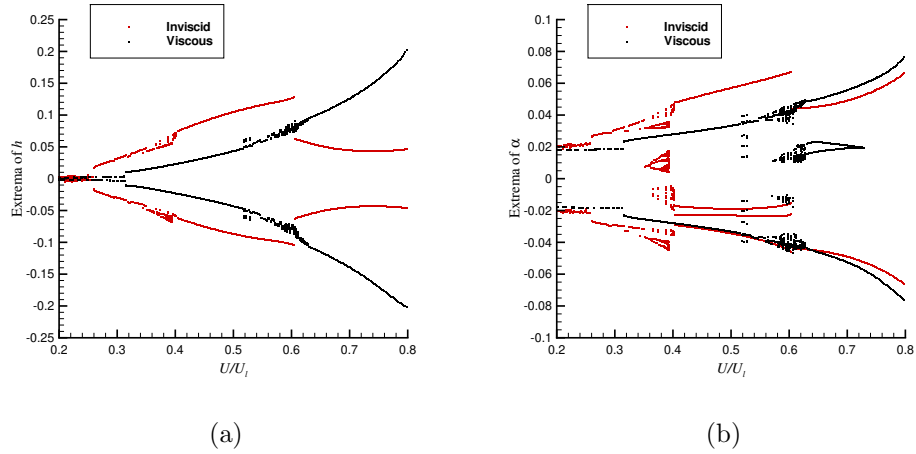 Inviscid
Viscous
0.25
0.2
0.15
0.1
0.05
0
-0.05
-0.1
-0.15
-0.2
-0.25
Extrema of h
0.2 0.3 0.4 0.5 0.6 0.7 0.8
U/U_l
(a)
Inviscid
Viscous
0.1
0.08
0.06
0.04
0.02
0
-0.02
-0.04
-0.06
-0.08
-0.1
Extrema of α
0.2 0.3 0.4 0.5 0.6 0.7 0.8
U/U_l
(b)